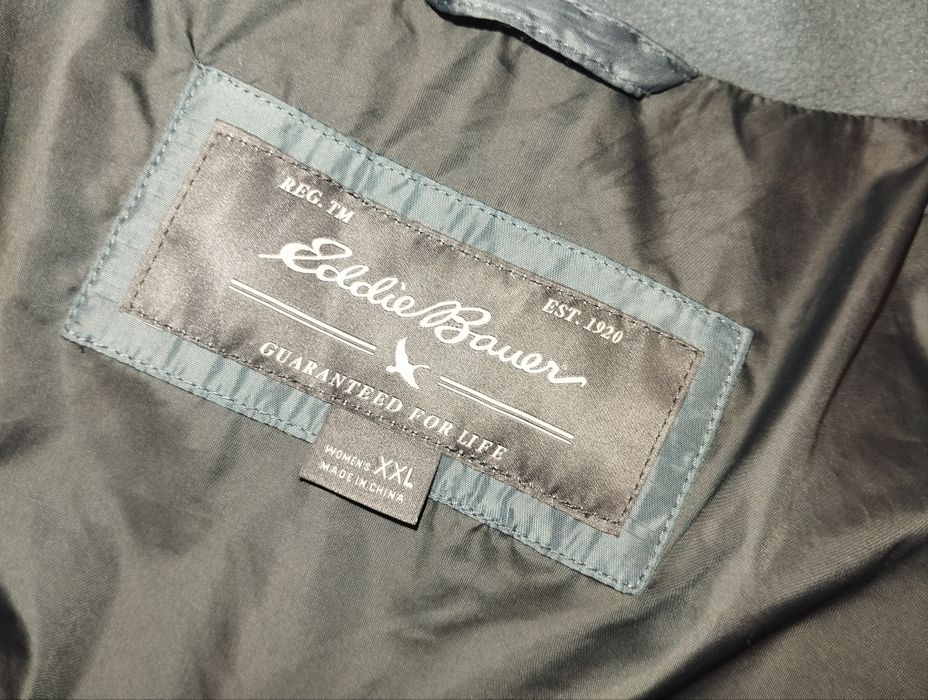 REG. TM
Eddie Bauer
EST. 1920
GUARANTEED FOR LIFE
WOMEN'S XXL
MADE IN CHINA